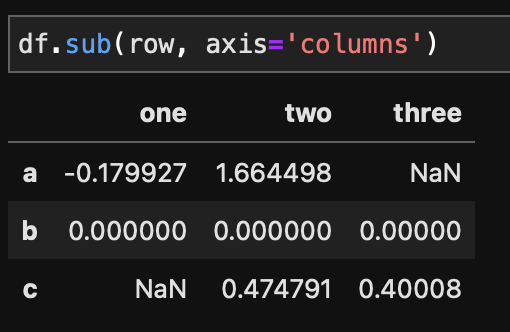 df.sub(row, axis='columns')
one two three
a -0.179927 1.664498 NaN
b 0.000000 0.000000 0.00000
c NaN 0.474791 0.40008